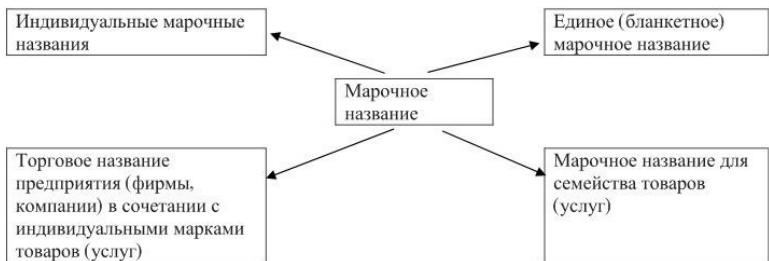 Индивидуальные марочные
названия
Единое (бланкетное)
марочное название
Марочное
название
Торговое название
предприятия (фирмы,
компании) в сочетании с
индивидуальными марками
товаров (услуг)
Марочное название для
семейства товаров
(услуг)